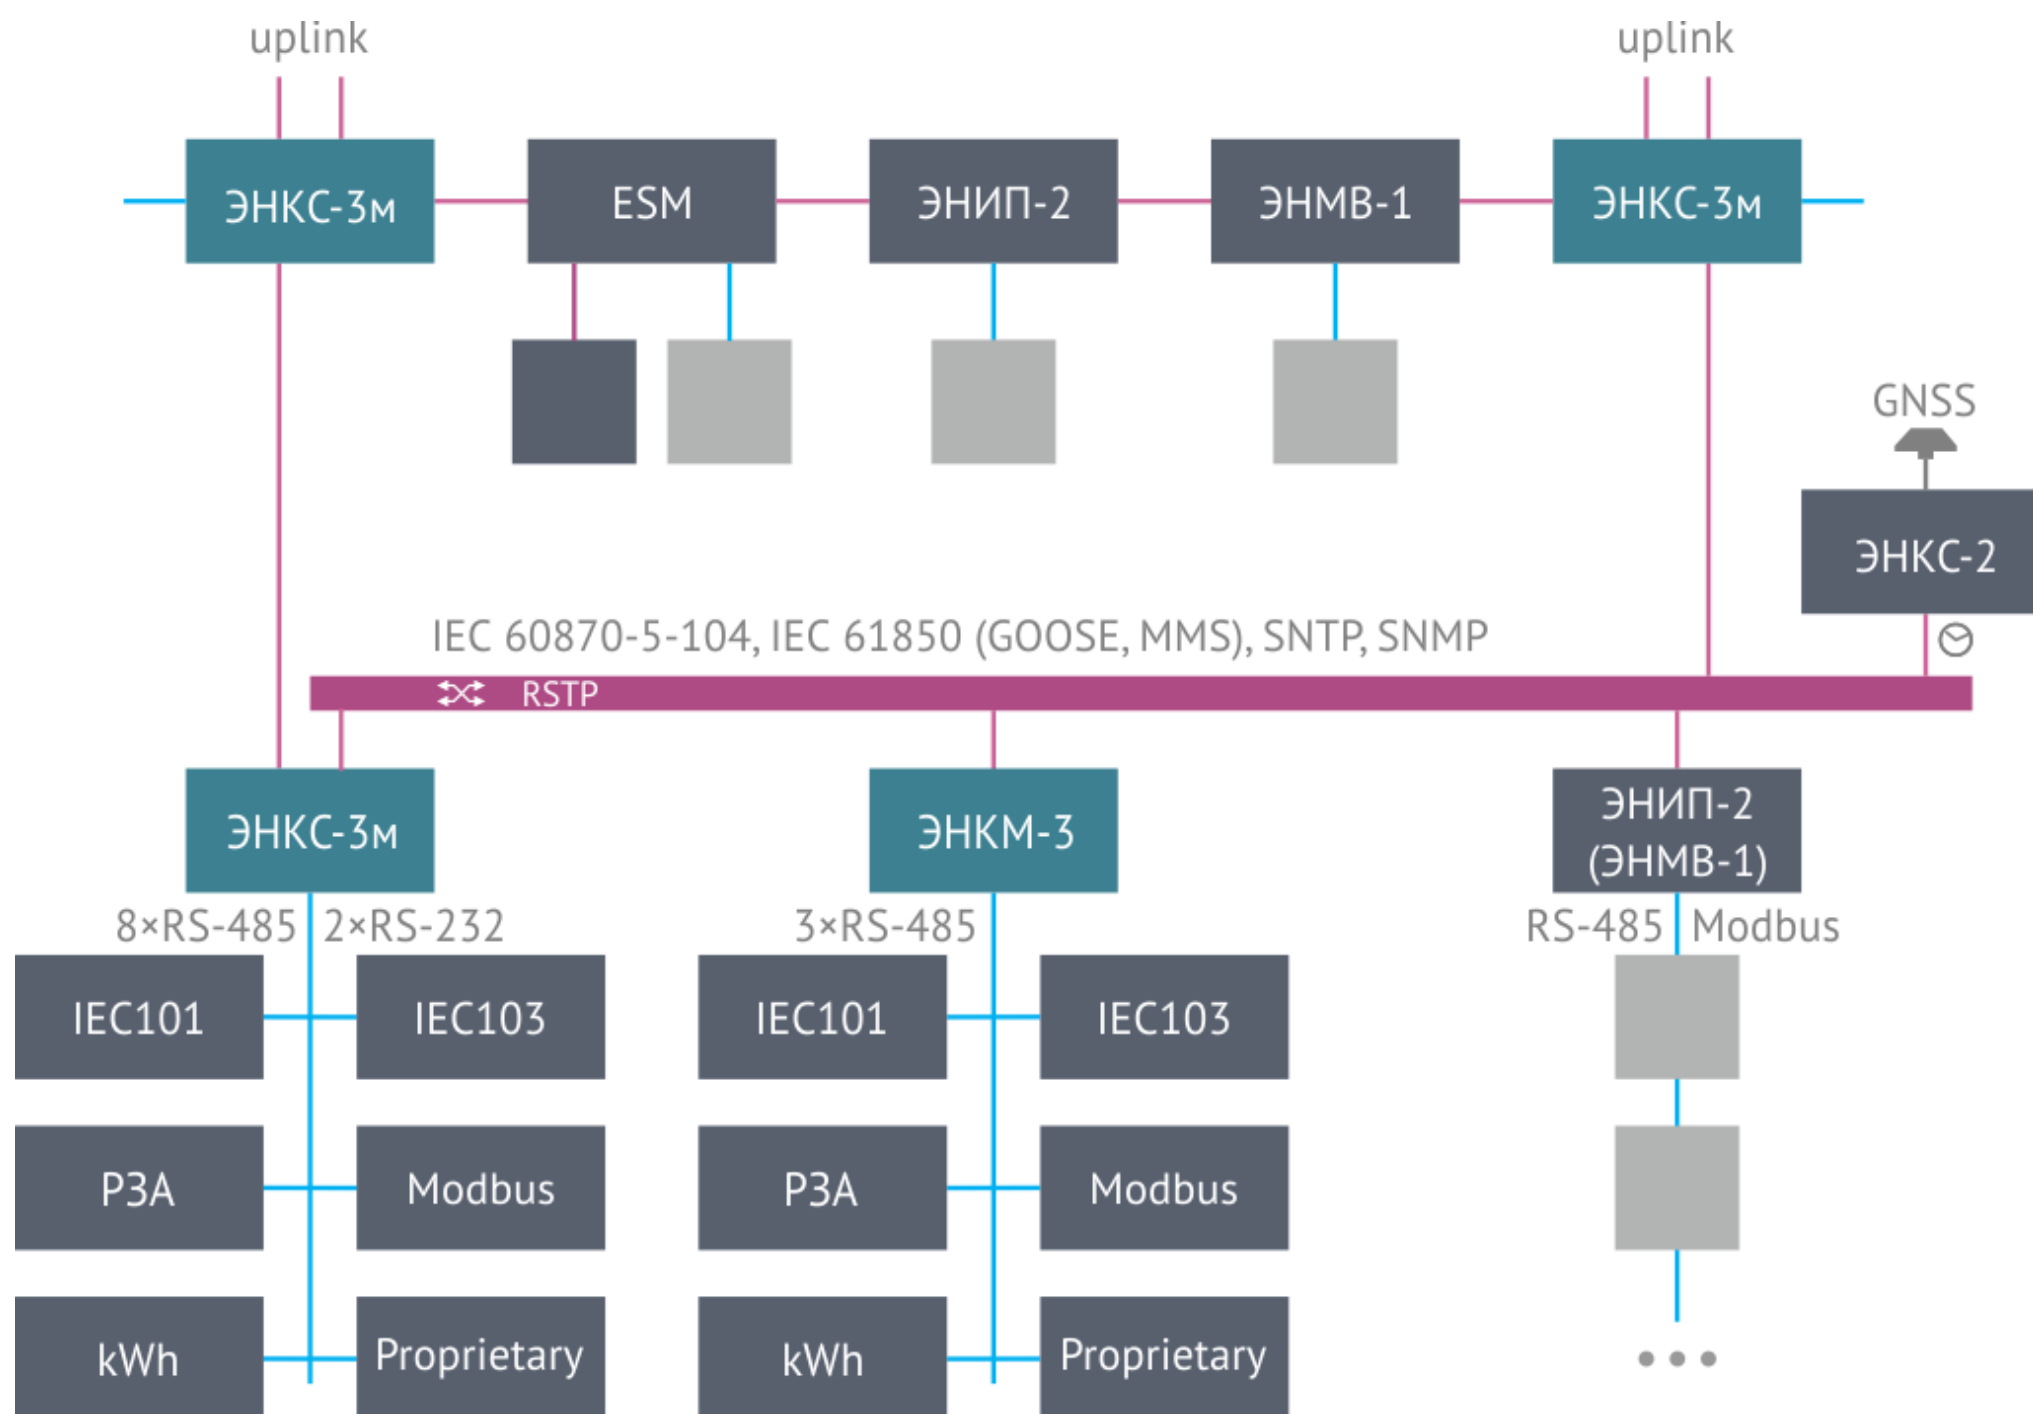 uplink
uplink
ЭНКС-3м
ESM
ЭНИП-2
ЭНМВ-1
ЭНКС-3м
GNSS
ЭНКС-2
IEC 60870-5-104, IEC 61850 (GOOSE, MMS), SNTP, SNMP
RSTP
ЭНКС-3м
ЭНКМ-3
ЭНИП-2
(ЭНМВ-1)
8×RS-485
2×RS-232
3×RS-485
RS-485
Modbus
IEC101
IEC103
IEC101
IEC103
РЗА
Modbus
РЗА
Modbus
kWh
Proprietary
kWh
Proprietary